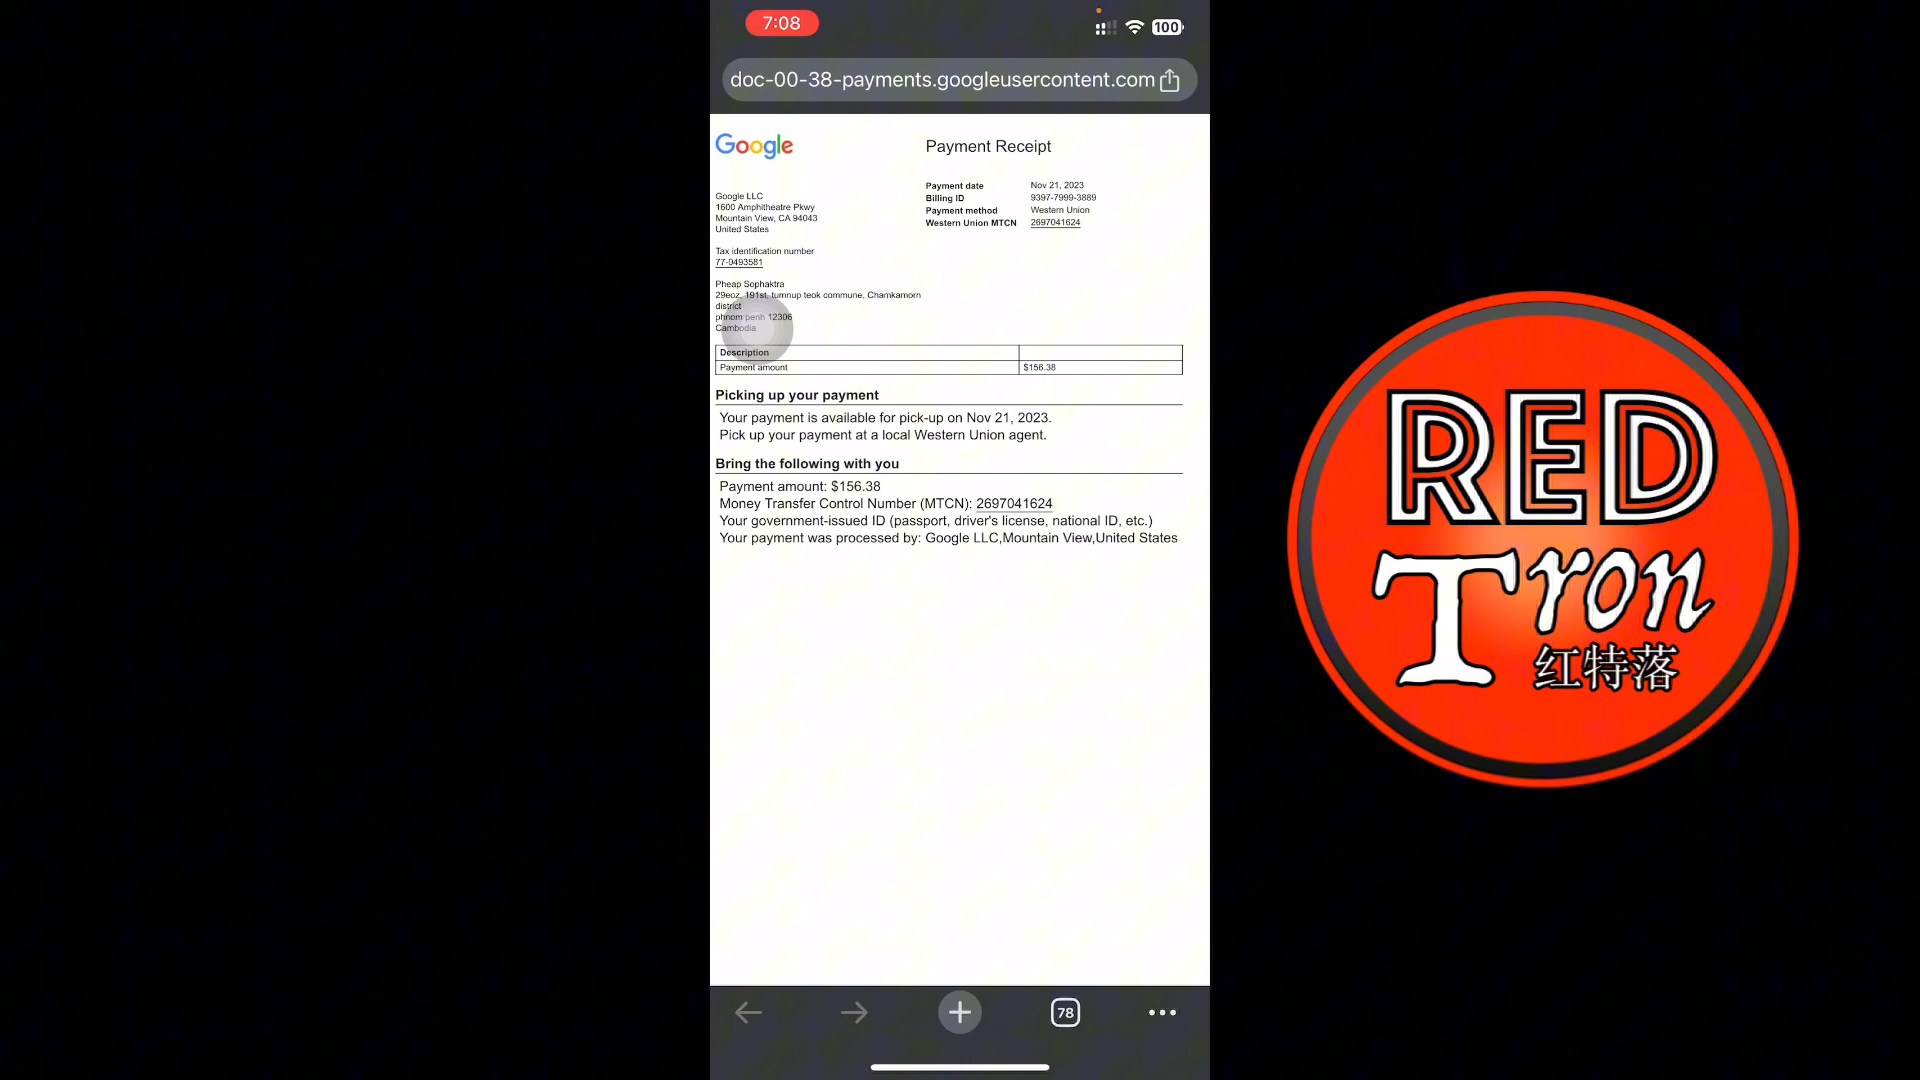 7:08
100
doc-00-38-payments.googleusercontent.com
Google
Payment Receipt
Payment date Nov 21, 2023
Billing ID 9397-7999-3889
Payment method Western Union
Western Union MTCN 2697041624
Google LLC
1600 Amphitheatre Pkwy
Mountain View, CA 94043
United States
Tax identification number
77-0493581
Pheap Sophaktra
29eoz, 191st, tumnup teok commune, Chamkamorn
district
phnom penh 12306
Cambodia
Description
Payment amount $156.38
Picking up your payment
Your payment is available for pick-up on Nov 21, 2023.
Pick up your payment at a local Western Union agent.
Bring the following with you
Payment amount: $156.38
Money Transfer Control Number (MTCN): 2697041624
Your government-issued ID (passport, driver's license, national ID, etc.)
Your payment was processed by: Google LLC,Mountain View,United States
78
RED
Tron
红特落